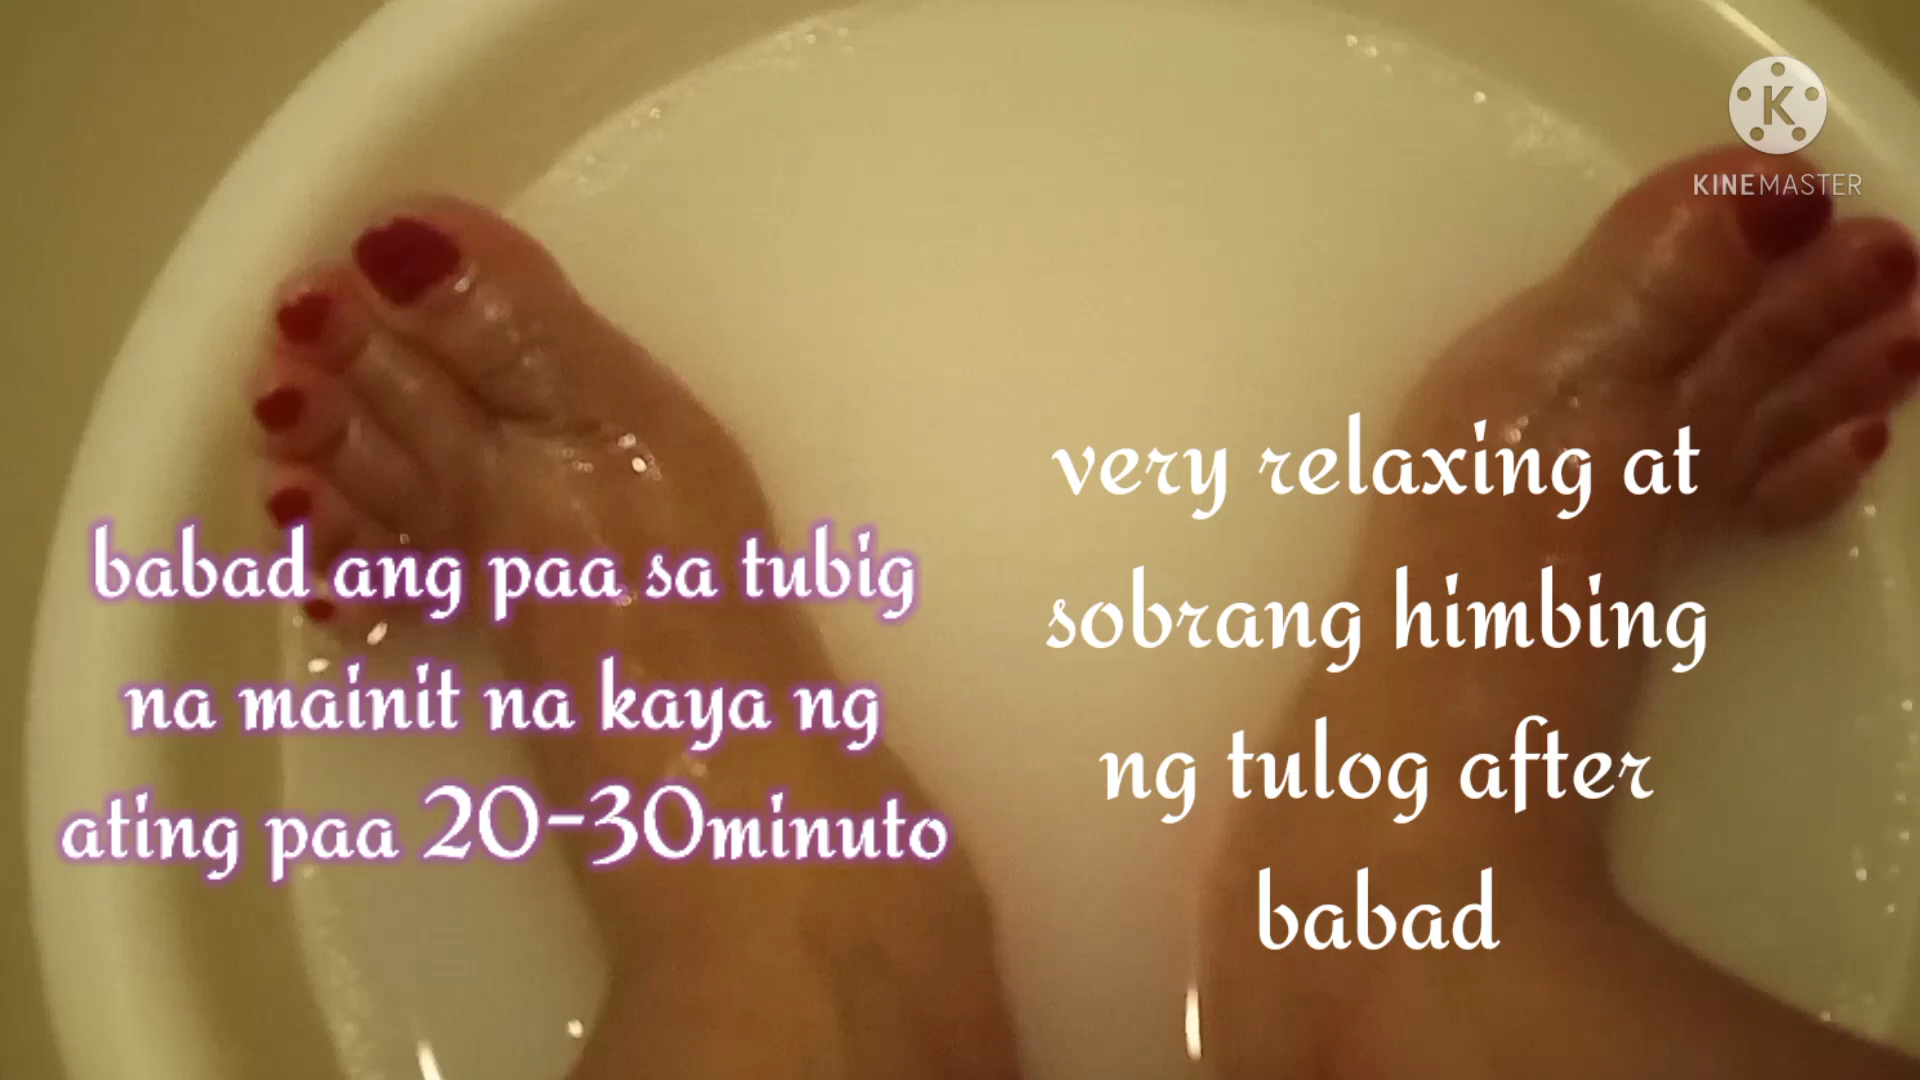 K
KINEMASTER
babad ang paa sa tubig
na mainit na kaya ng
ating paa 20-30minuto
very relaxing at
sobrang himbing
ng tulog after
babad